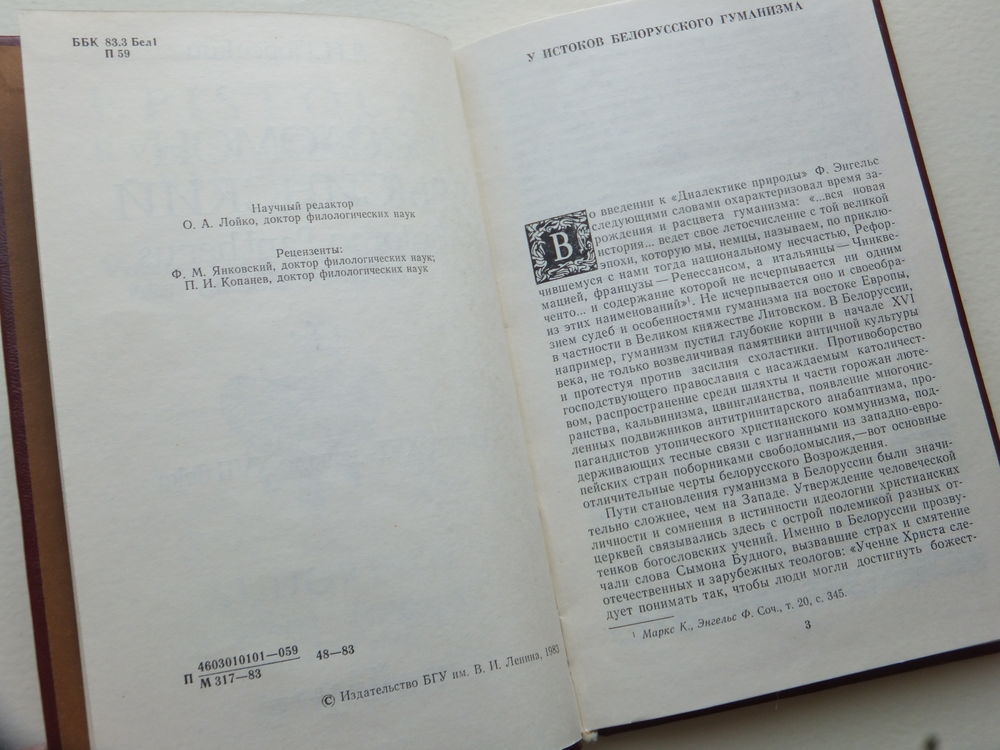 ББК 83.3 Бел1
П 59
Научный редактор
О. А. Лойко, доктор филологических наук
Рецензенты:
Ф. М. Янковский, доктор филологических наук;
П. И. Копанев, доктор филологических наук
П 4603010101—059 48—83
М 317—83
© Издательство БГУ им. В. И. Ленина, 1983
У ИСТОКОВ БЕЛОРУССКОГО ГУМАНИЗМА
Во введении к «Диалектике природы» Ф. Энгельс
следующими словами охарактеризовал время за-
рождения и расцвета гуманизма: «...вся новая
история... ведет свое летосчисление с той великой
эпохи, которую мы, немцы, называем, по приклю-
чившемуся с нами тогда национальному несчастью, Рефор-
мацией, французы — Ренессансом, а итальянцы — Чинкве-
ченто... и содержание которой не исчерпывается ни одним
из этих наименований»¹. Не исчерпывается оно и своеобра-
зием судеб и особенностями гуманизма на востоке Европы,
в частности в Великом княжестве Литовском. В Белоруссии,
например, гуманизм пустил глубокие корни в начале XVI
века, не только возвеличивая памятники античной культуры
и протестуя против засилия схоластики. Противоборство
господствующего православия с насаждаемым католичест-
вом, распространение среди шляхты и части горожан люте-
ранства, кальвинизма, цвинглианства, появление многочис-
ленных подвижников антитринитарского анабаптизма, про-
пагандистов утопического христианского коммунизма, под-
держивающих тесные связи с изгнанными из западно-евро-
пейских стран поборниками свободомыслия,—вот основные
отличительные черты белорусского Возрождения.
Пути становления гуманизма в Белоруссии были значи-
тельно сложнее, чем на Западе. Утверждение человеческой
личности и сомнения в истинности идеологии христианских
церквей связывались здесь с острой полемикой разных от-
тенков богословских учений. Именно в Белоруссии прозву-
чали слова Сымона Будного, вызвавшие страх и смятение
отечественных и зарубежных теологов: «Учение Христа сле-
дует понимать так, чтобы люди могли достигнуть божест-
¹ Маркс К., Энгельс Ф. Соч., т. 20, с. 345.
3